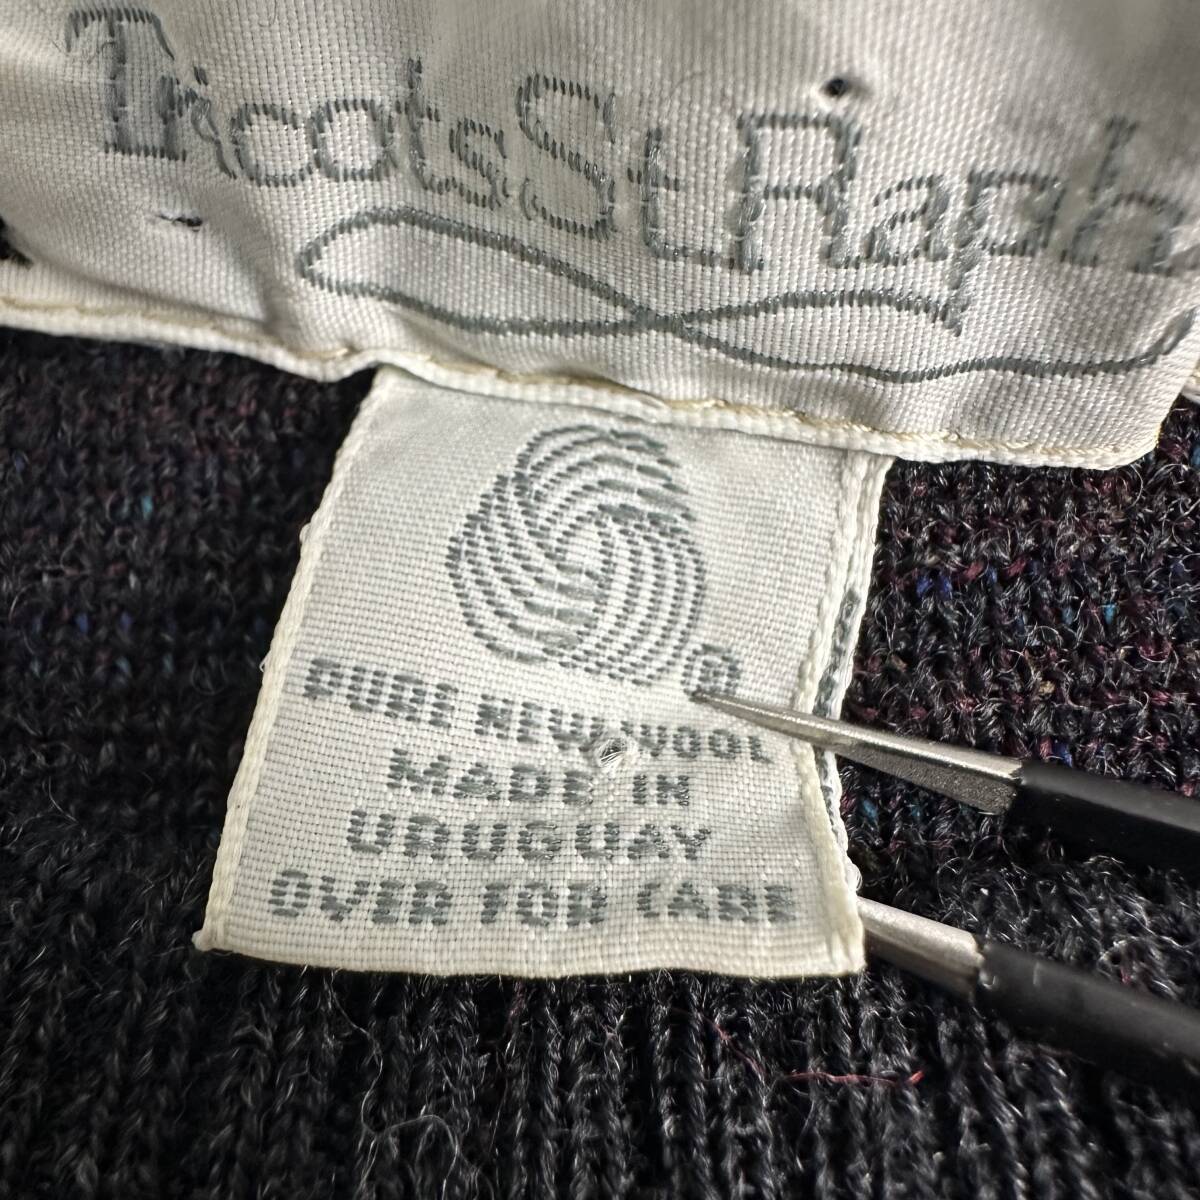 Tricots St Raph
®
PURE NEW WOOL
MADE IN
URUGUAY
OVER FOR CARE